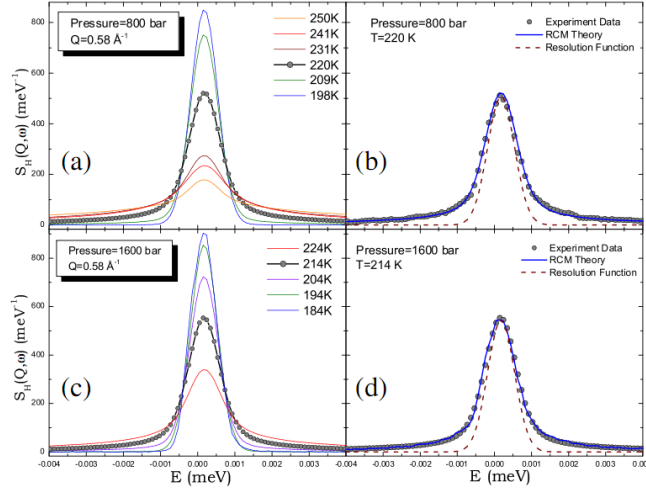 Pressure=800 bar
Q=0.58 Å⁻¹
250K
241K
231K
220K
209K
198K
(a)
Pressure=800 bar
T=220 K
Experiment Data
RCM Theory
Resolution Function
(b)
S_H(Q,ω) (meV⁻¹)
800
600
400
200
0
Pressure=1600 bar
Q=0.58 Å⁻¹
224K
214K
204K
194K
184K
(c)
Pressure=1600 bar
T=214 K
Experiment Data
RCM Theory
Resolution Function
(d)
S_H(Q,ω) (meV⁻¹)
800
600
400
200
0
-0.004 -0.003 -0.002 -0.001 0.000 0.001 0.002 0.003 -0.004 -0.003 -0.002 -0.001 0.000 0.001 0.002 0.003 0.004
E (meV)
E (meV)